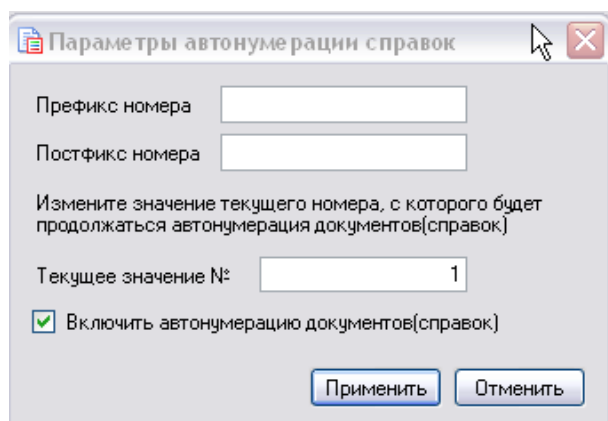 Параметры автонумерации справок
Префикс номера
Постфикс номера
Измените значение текущего номера, с которого будет
продолжаться автонумерация документов(справок)
Текущее значение № 1
Включить автонумерацию документов(справок)
Применить Отменить